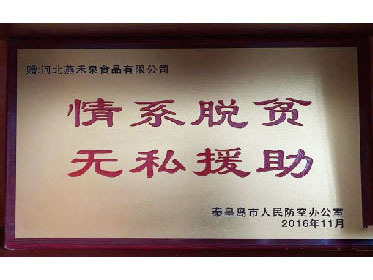 赠:河北燕禾泉食品有限公司
情系脱贫
无私援助
秦皇岛市人民防空办公室
2016年11月